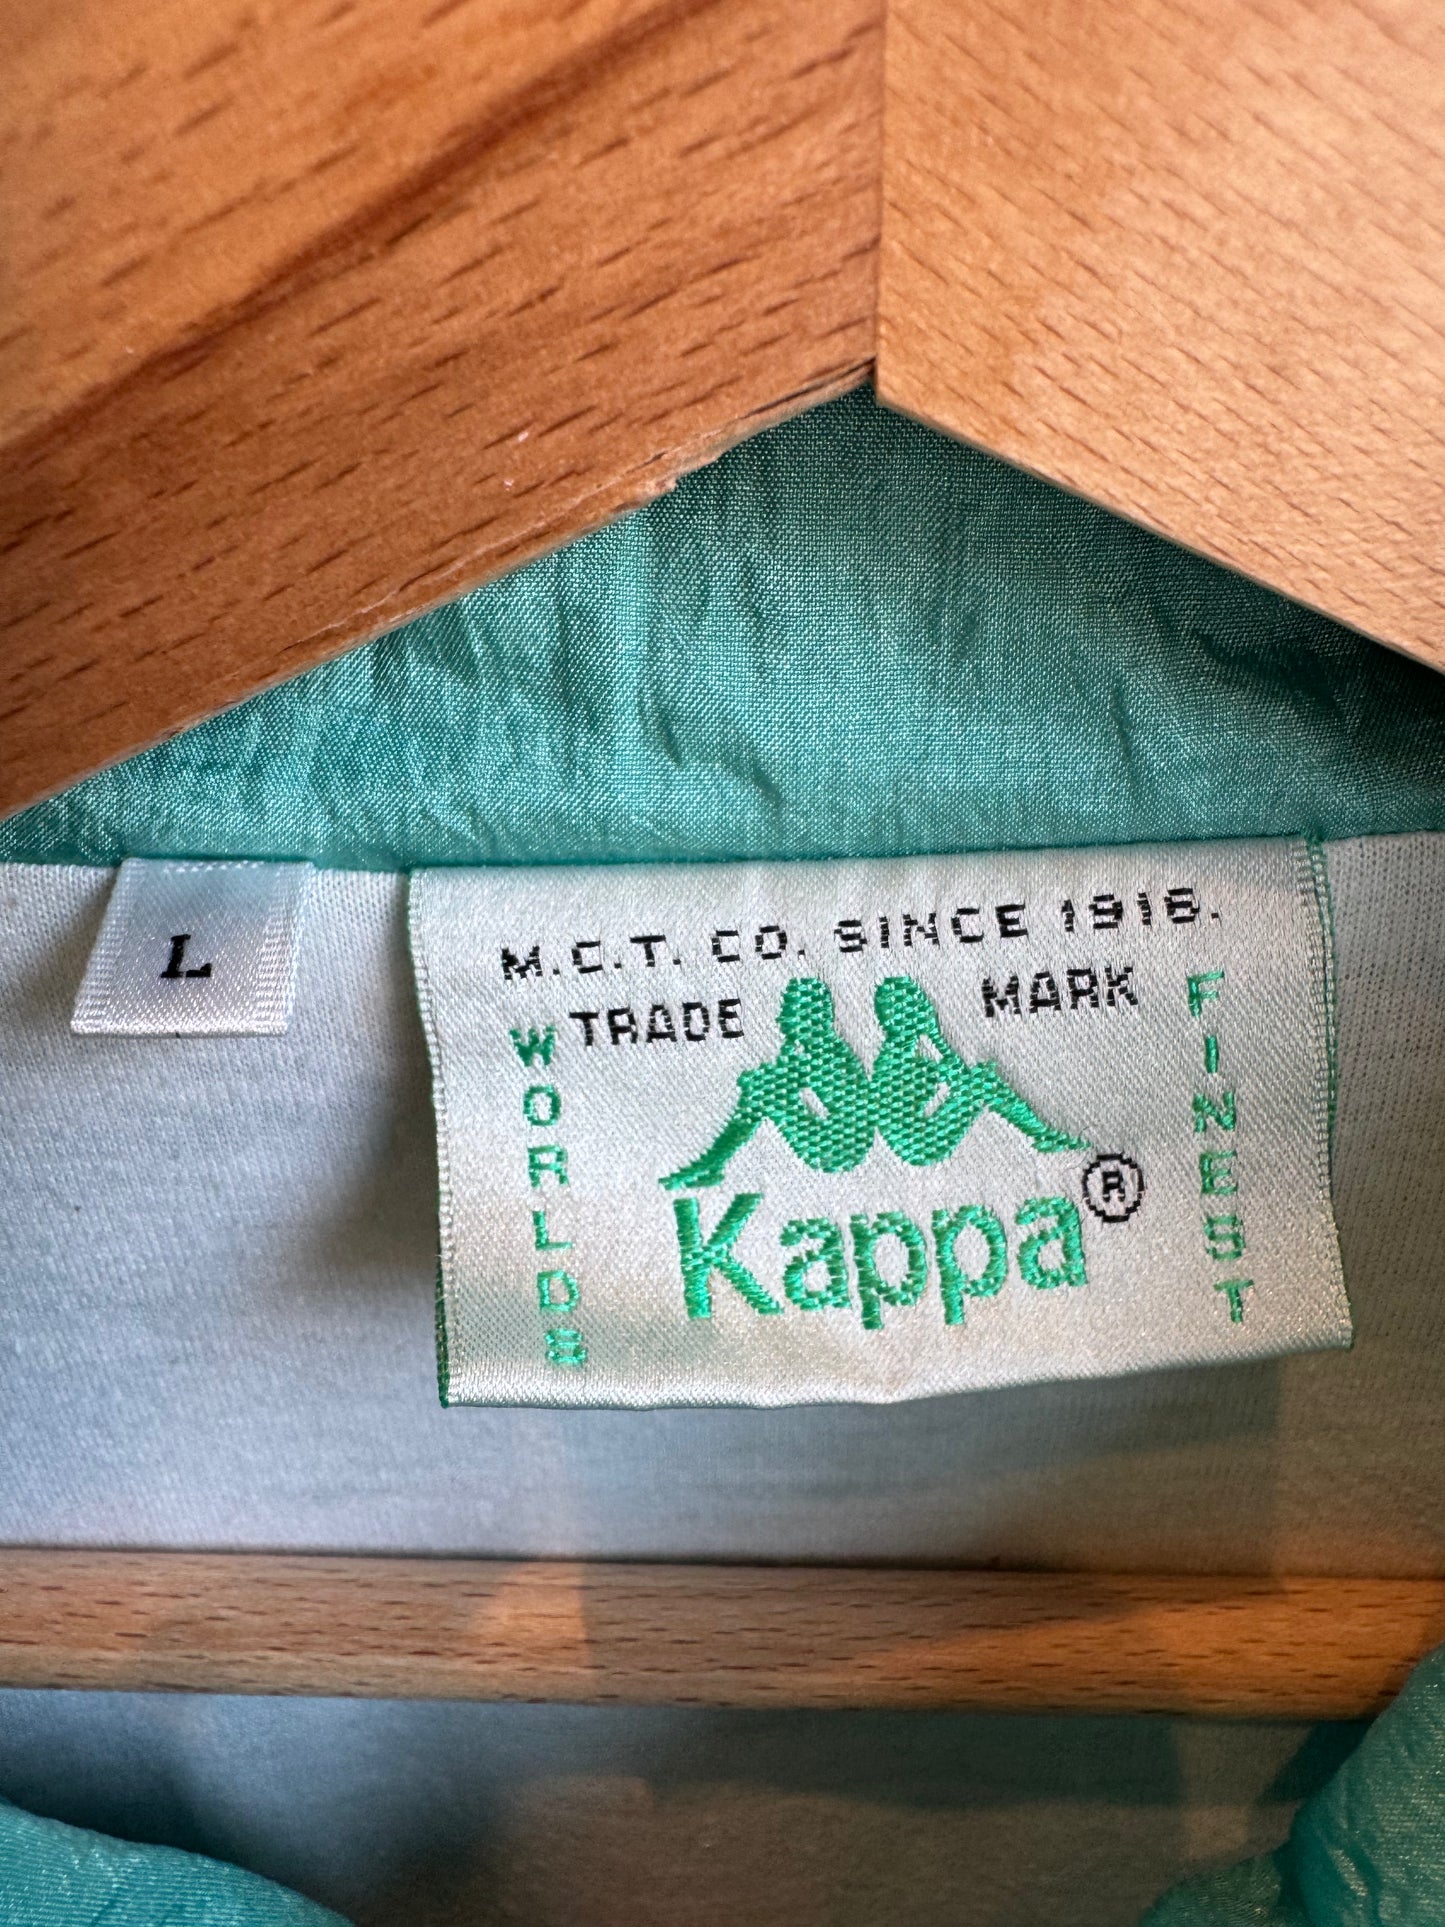 L
M.C.T. CO. SINCE 1916.
TRADE MARK
WORLDS
FINEST
Kappa®